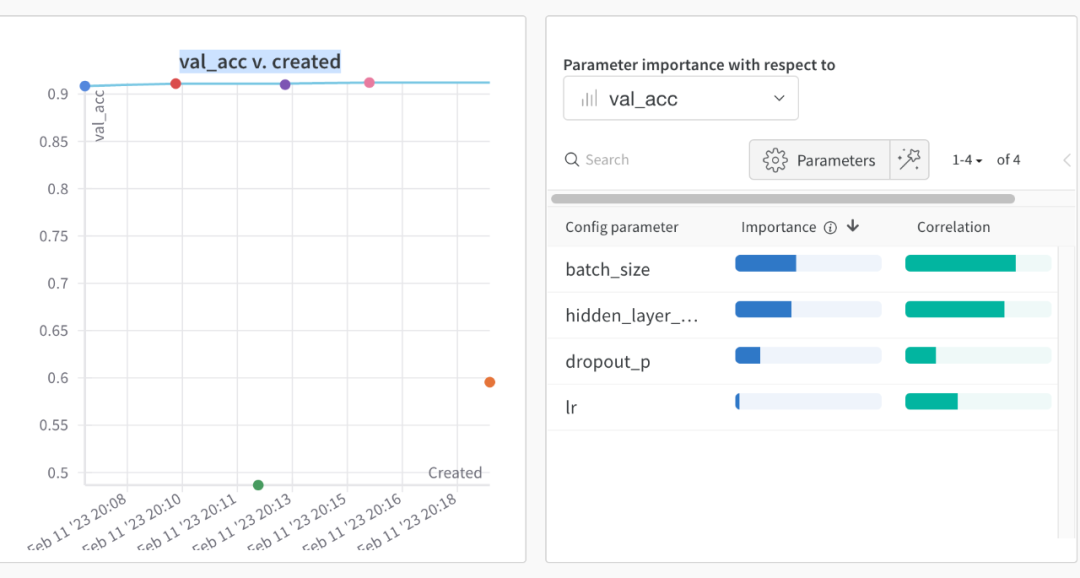 val_acc v. created
val_acc
0.9
0.85
0.8
0.75
0.7
0.65
0.6
0.55
0.5
Created
Feb 11 '23 20:08
Feb 11 '23 20:10
Feb 11 '23 20:11
Feb 11 '23 20:13
Feb 11 '23 20:15
Feb 11 '23 20:16
Feb 11 '23 20:18
Parameter importance with respect to
val_acc
Search
Parameters
1-4 of 4
Config parameter Importance Correlation
batch_size
hidden_layer_...
dropout_p
lr